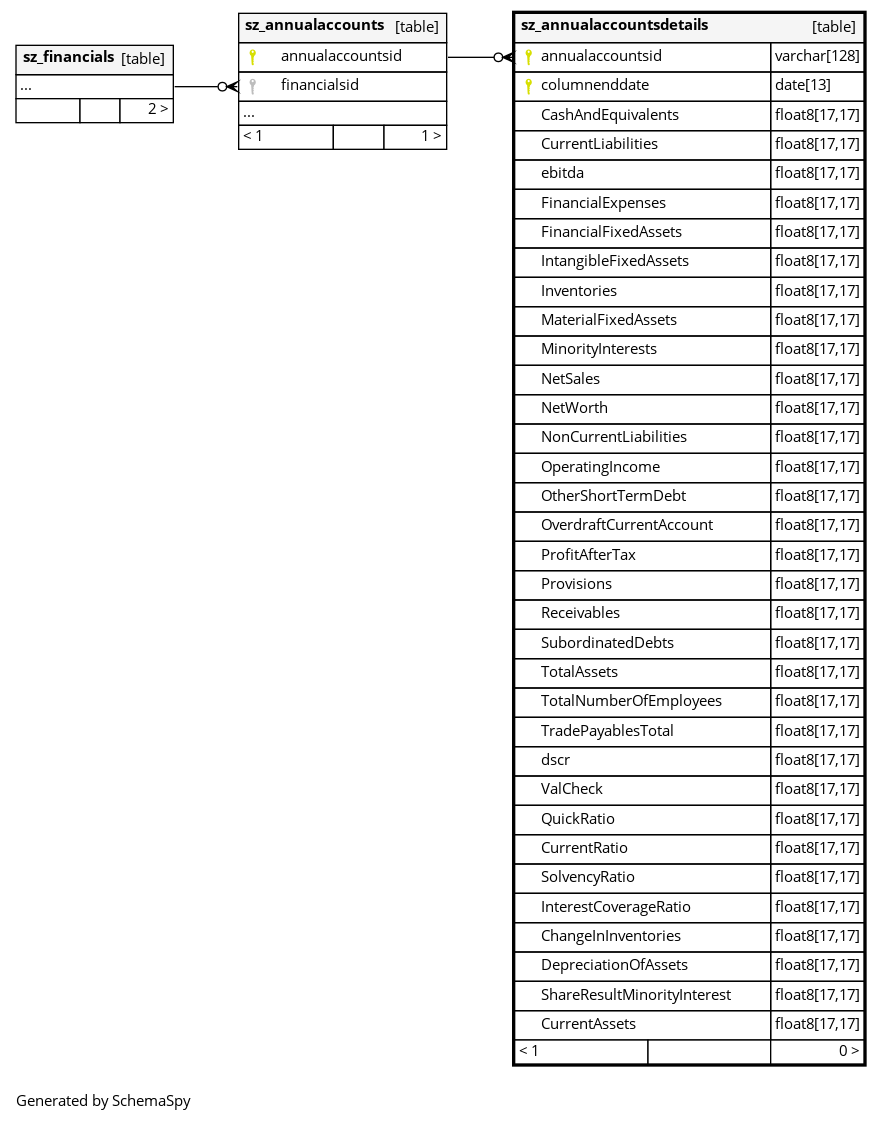 sz_financials [table]
...
2 >
sz_annualaccounts [table]
annualaccountsid
financialsid
...
< 1 1 >
sz_annualaccountsdetails [table]
annualaccountsid varchar[128]
columnenddate date[13]
CashAndEquivalents float8[17,17]
CurrentLiabilities float8[17,17]
ebitda float8[17,17]
FinancialExpenses float8[17,17]
FinancialFixedAssets float8[17,17]
IntangibleFixedAssets float8[17,17]
Inventories float8[17,17]
MaterialFixedAssets float8[17,17]
MinorityInterests float8[17,17]
NetSales float8[17,17]
NetWorth float8[17,17]
NonCurrentLiabilities float8[17,17]
OperatingIncome float8[17,17]
OtherShortTermDebt float8[17,17]
OverdraftCurrentAccount float8[17,17]
ProfitAfterTax float8[17,17]
Provisions float8[17,17]
Receivables float8[17,17]
SubordinatedDebts float8[17,17]
TotalAssets float8[17,17]
TotalNumberOfEmployees float8[17,17]
TradePayablesTotal float8[17,17]
dscr float8[17,17]
ValCheck float8[17,17]
QuickRatio float8[17,17]
CurrentRatio float8[17,17]
SolvencyRatio float8[17,17]
InterestCoverageRatio float8[17,17]
ChangeInInventories float8[17,17]
DepreciationOfAssets float8[17,17]
ShareResultMinorityInterest float8[17,17]
CurrentAssets float8[17,17]
< 1 0 >
Generated by SchemaSpy